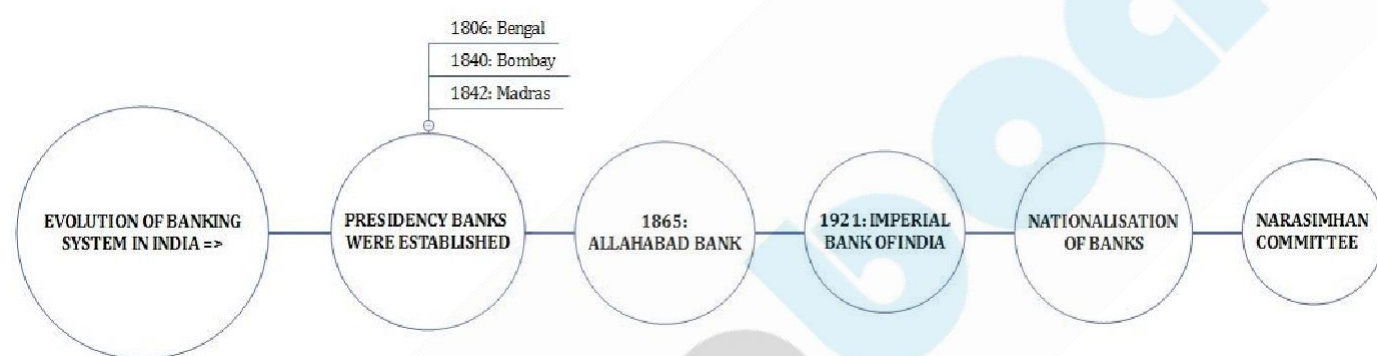 1806: Bengal
1840: Bombay
1842: Madras
EVOLUTION OF BANKING
SYSTEM IN INDIA =>
PRESIDENCY BANKS
WERE ESTABLISHED
1865:
ALLAHABAD BANK
1921: IMPERIAL
BANK OF INDIA
NATIONALISATION
OF BANKS
NARASIMHAN
COMMITTEE